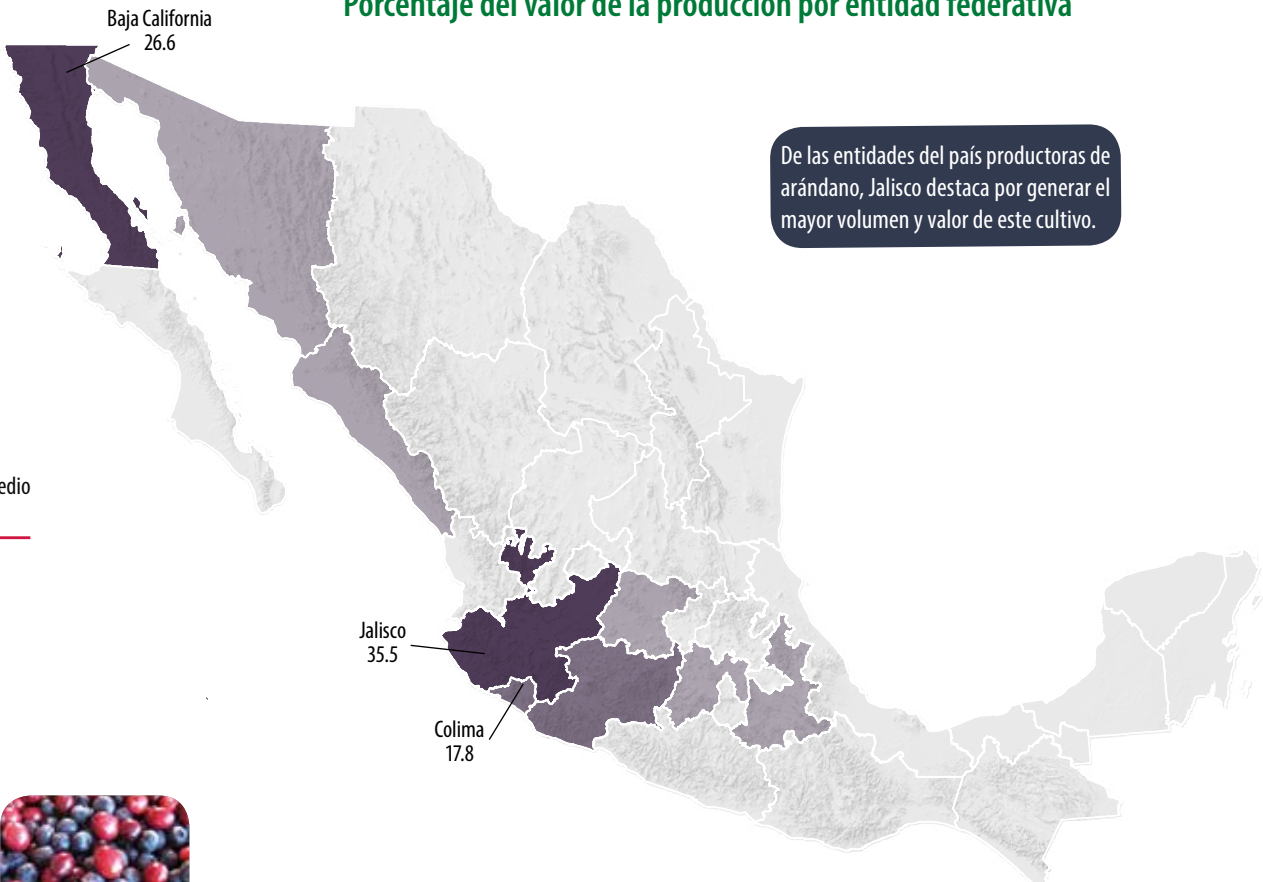 Porcentaje del valor de la producción por entidad federativa
Baja California
26.6
De las entidades del país productoras de
arándano, Jalisco destaca por generar el
mayor volumen y valor de este cultivo.
Jalisco
35.5
Colima
17.8